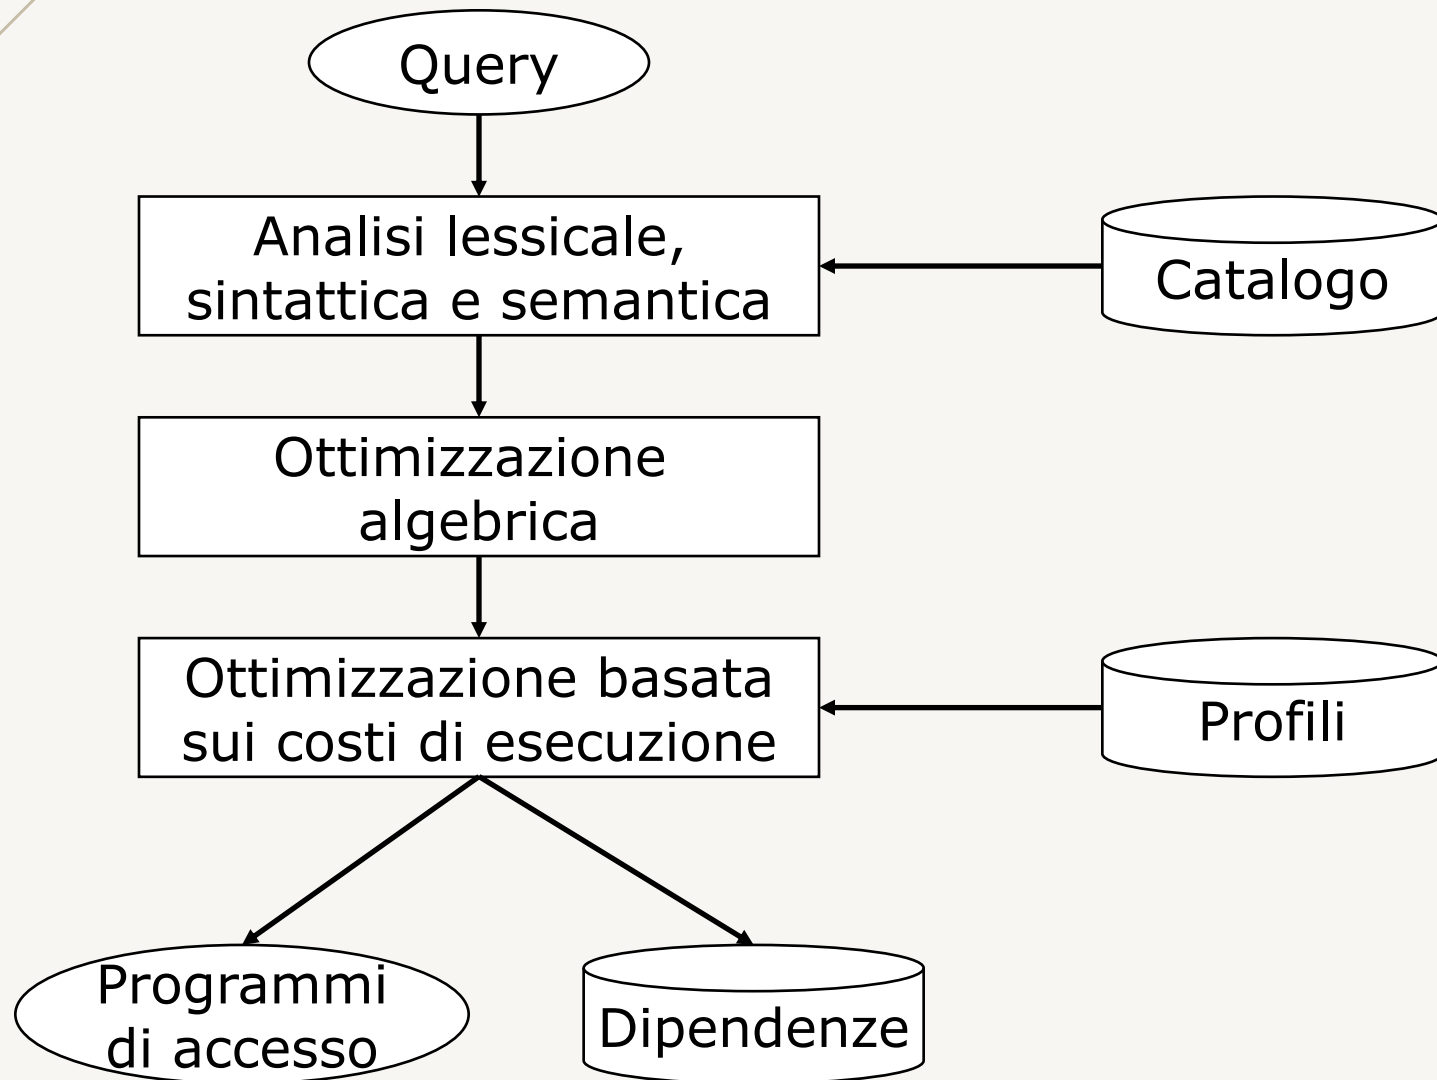 Query
Analisi lessicale,
sintattica e semantica
Catalogo
Ottimizzazione
algebrica
Ottimizzazione basata
sui costi di esecuzione
Profili
Programmi
di accesso
Dipendenze